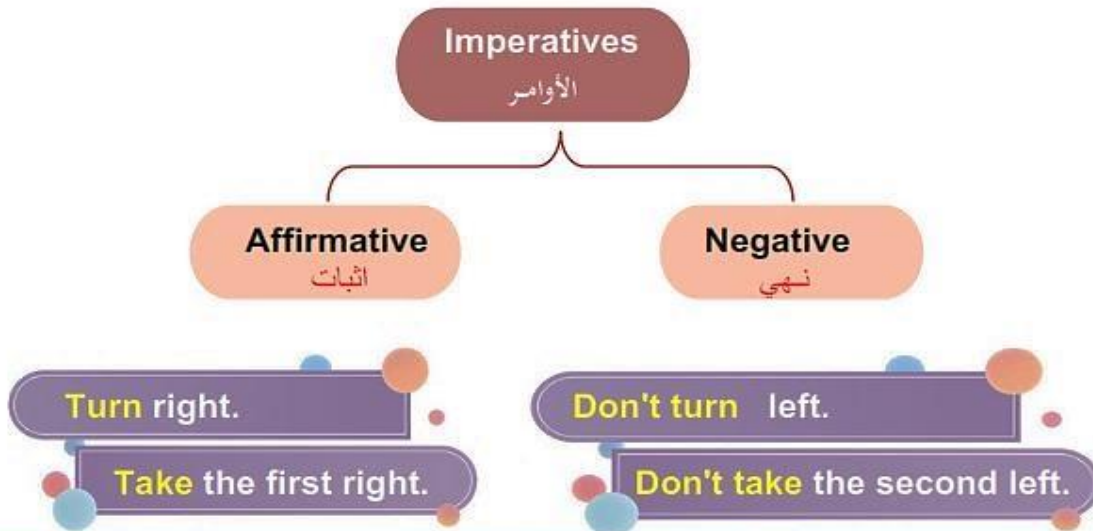 Imperatives
الأوامـر
Affirmative
اثبات
Negative
نـهي
Turn right.
Take the first right.
Don't turn left.
Don't take the second left.